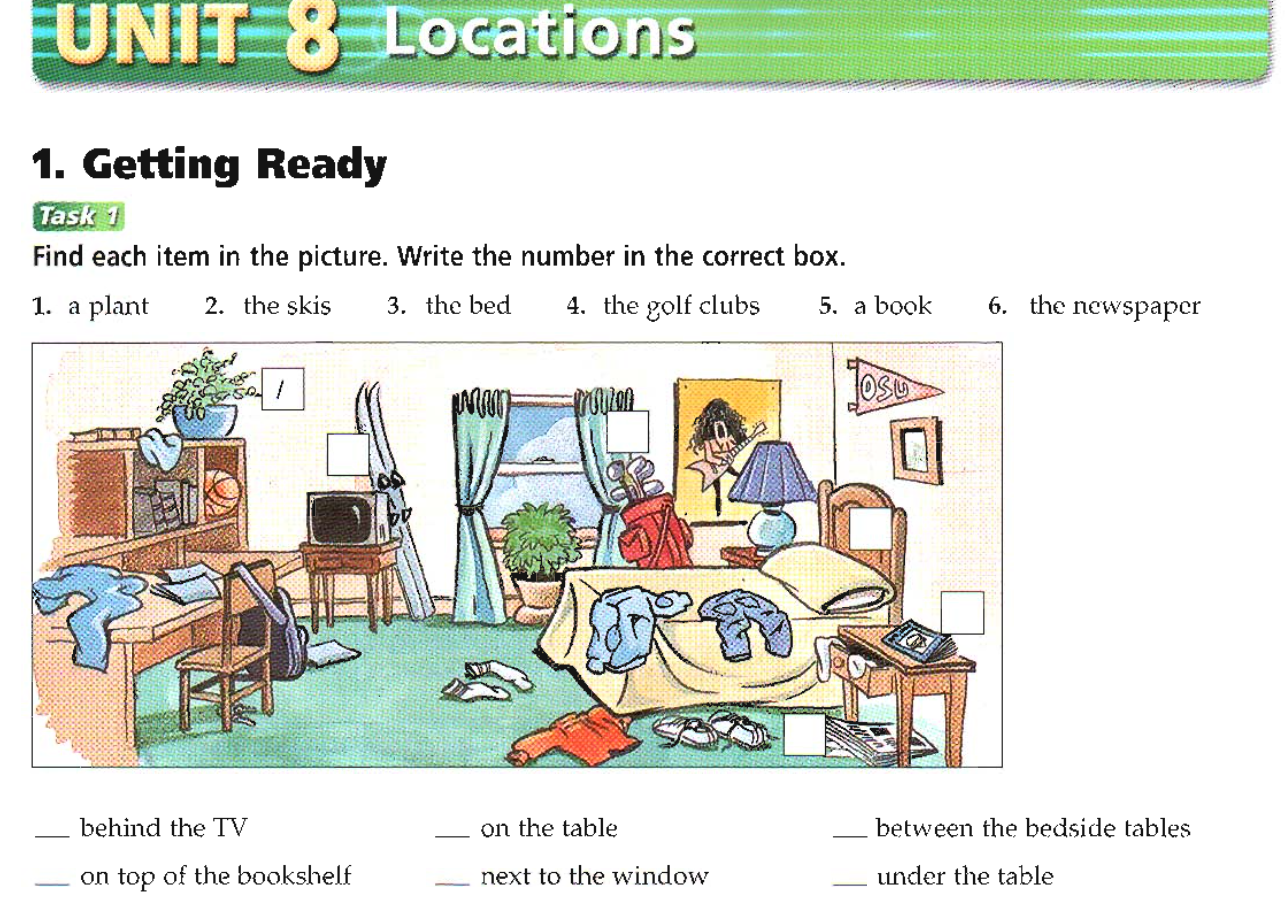 UNIT 8 Locations
1. Getting Ready
Task 1
Find each item in the picture. Write the number in the correct box.
1. a plant 2. the skis 3. the bed 4. the golf clubs 5. a book 6. the newspaper
1
OSU
___ behind the TV ___ on the table ___ between the bedside tables
___ on top of the bookshelf ___ next to the window ___ under the table